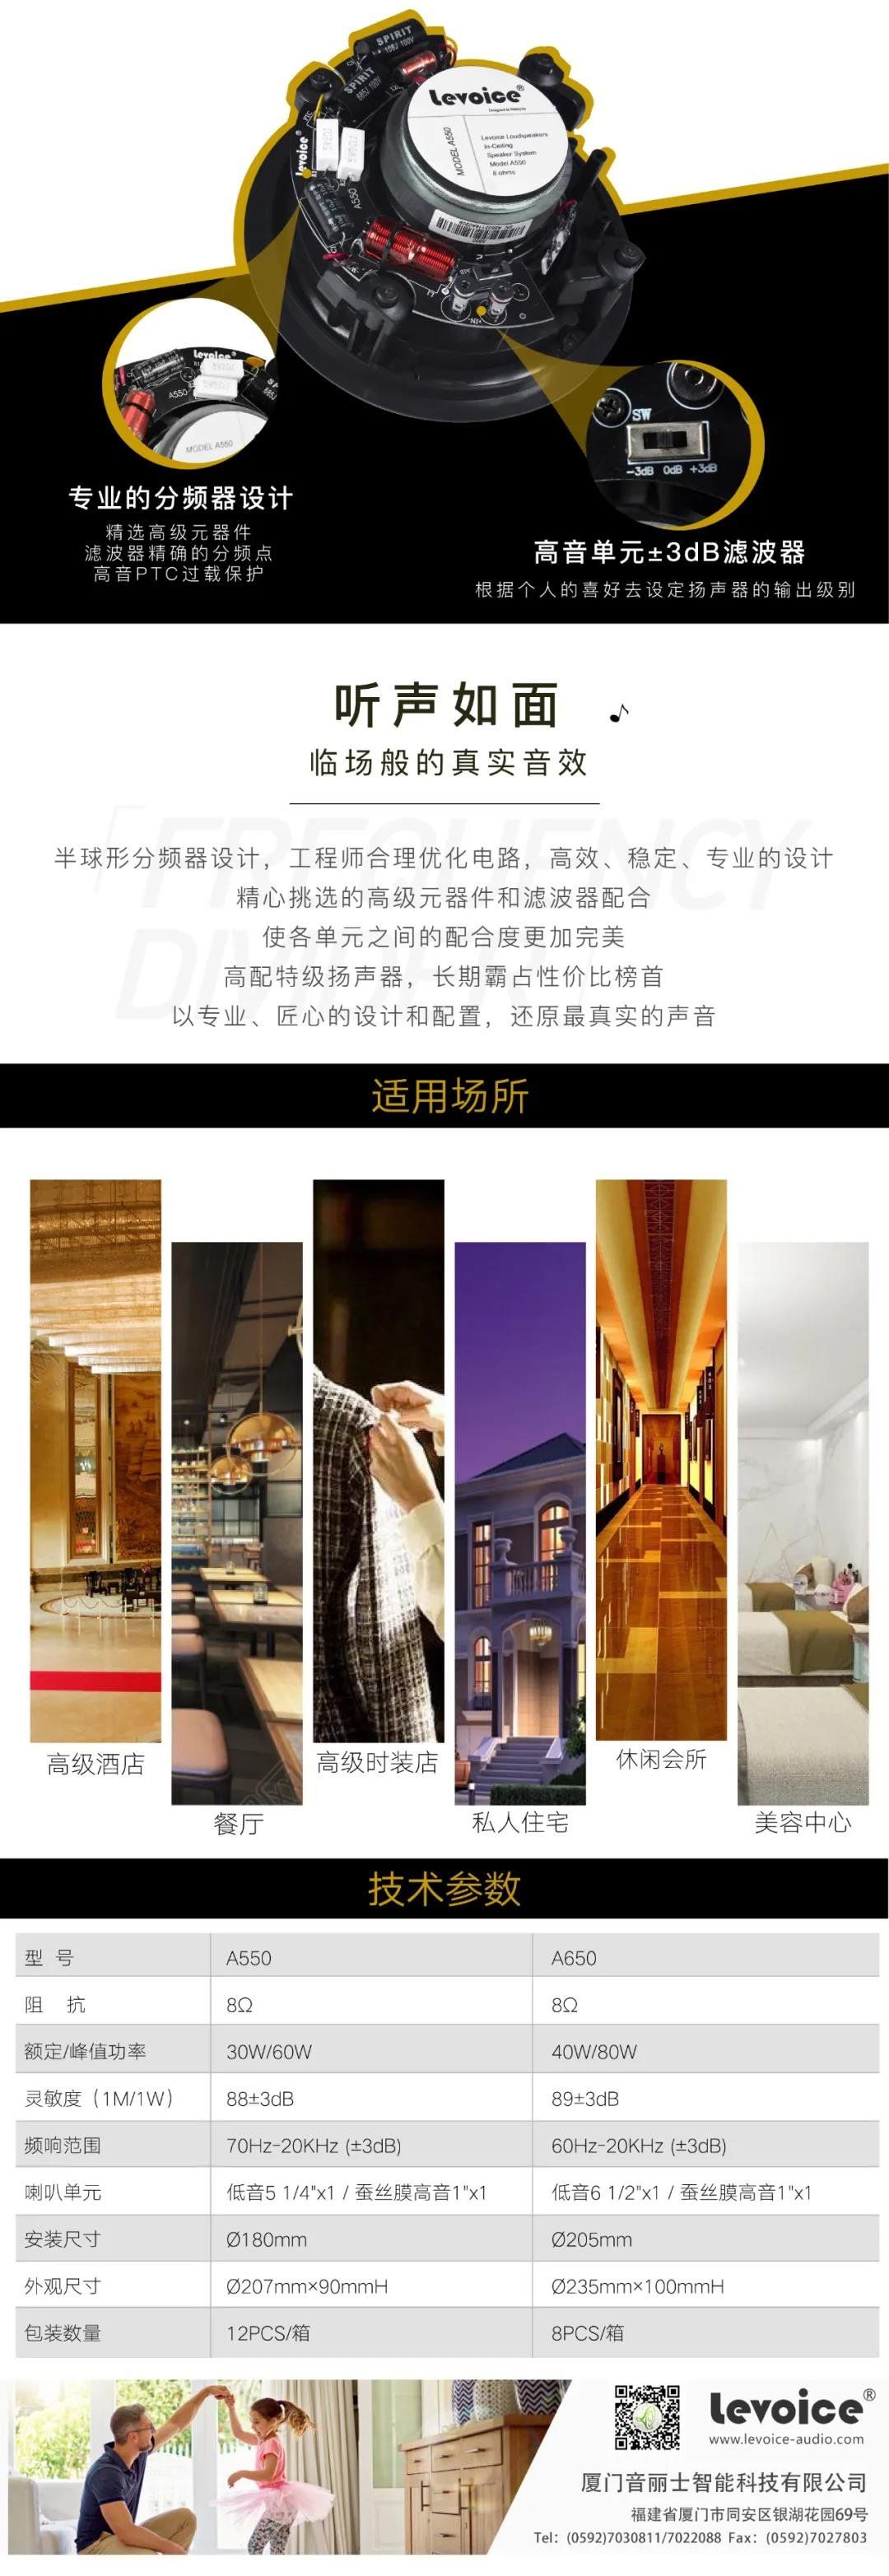 SPIRIT
106J 100V
SPIRIT
685J 100V
Levoice®
Designed in Malaysia
MODEL A550
Levoice Loudspeakers
In-Ceiling
Speaker System
Model A550
8 ohms
levoice®
A550
levoice®
A550
MODEL A550
SW
-3dB 0dB +3dB
专业的分频器设计
精选高级元器件
滤波器精确的分频点
高音PTC过载保护
高音单元±3dB滤波器
根据个人的喜好去设定扬声器的输出级别
听声如面
临场般的真实音效
FREQUENCY
半球形分频器设计，工程师合理优化电路，高效、稳定、专业的设计
精心挑选的高级元器件和滤波器配合
使各单元之间的配合度更加完美
高配特级扬声器，长期霸占性价比榜首
以专业、匠心的设计和配置，还原最真实的声音
适用场所
高级酒店
餐厅
高级时装店
私人住宅
休闲会所
美容中心
技术参数
型 号 A550 A650
阻 抗 8Ω 8Ω
额定/峰值功率 30W/60W 40W/80W
灵敏度（1M/1W) 88±3dB 89±3dB
频响范围 70Hz-20KHz (±3dB) 60Hz-20KHz (±3dB)
喇叭单元 低音5 1/4"x1 / 蚕丝膜高音1"x1 低音6 1/2"x1 / 蚕丝膜高音1"x1
安装尺寸 Ø180mm Ø205mm
外观尺寸 Ø207mm×90mmH Ø235mm×100mmH
包装数量 12PCS/箱 8PCS/箱
levoice®
www.levoice-audio.com
厦门音丽士智能科技有限公司
福建省厦门市同安区银湖花园69号
Tel：(0592)7030811/7022088 Fax：(0592)7027803